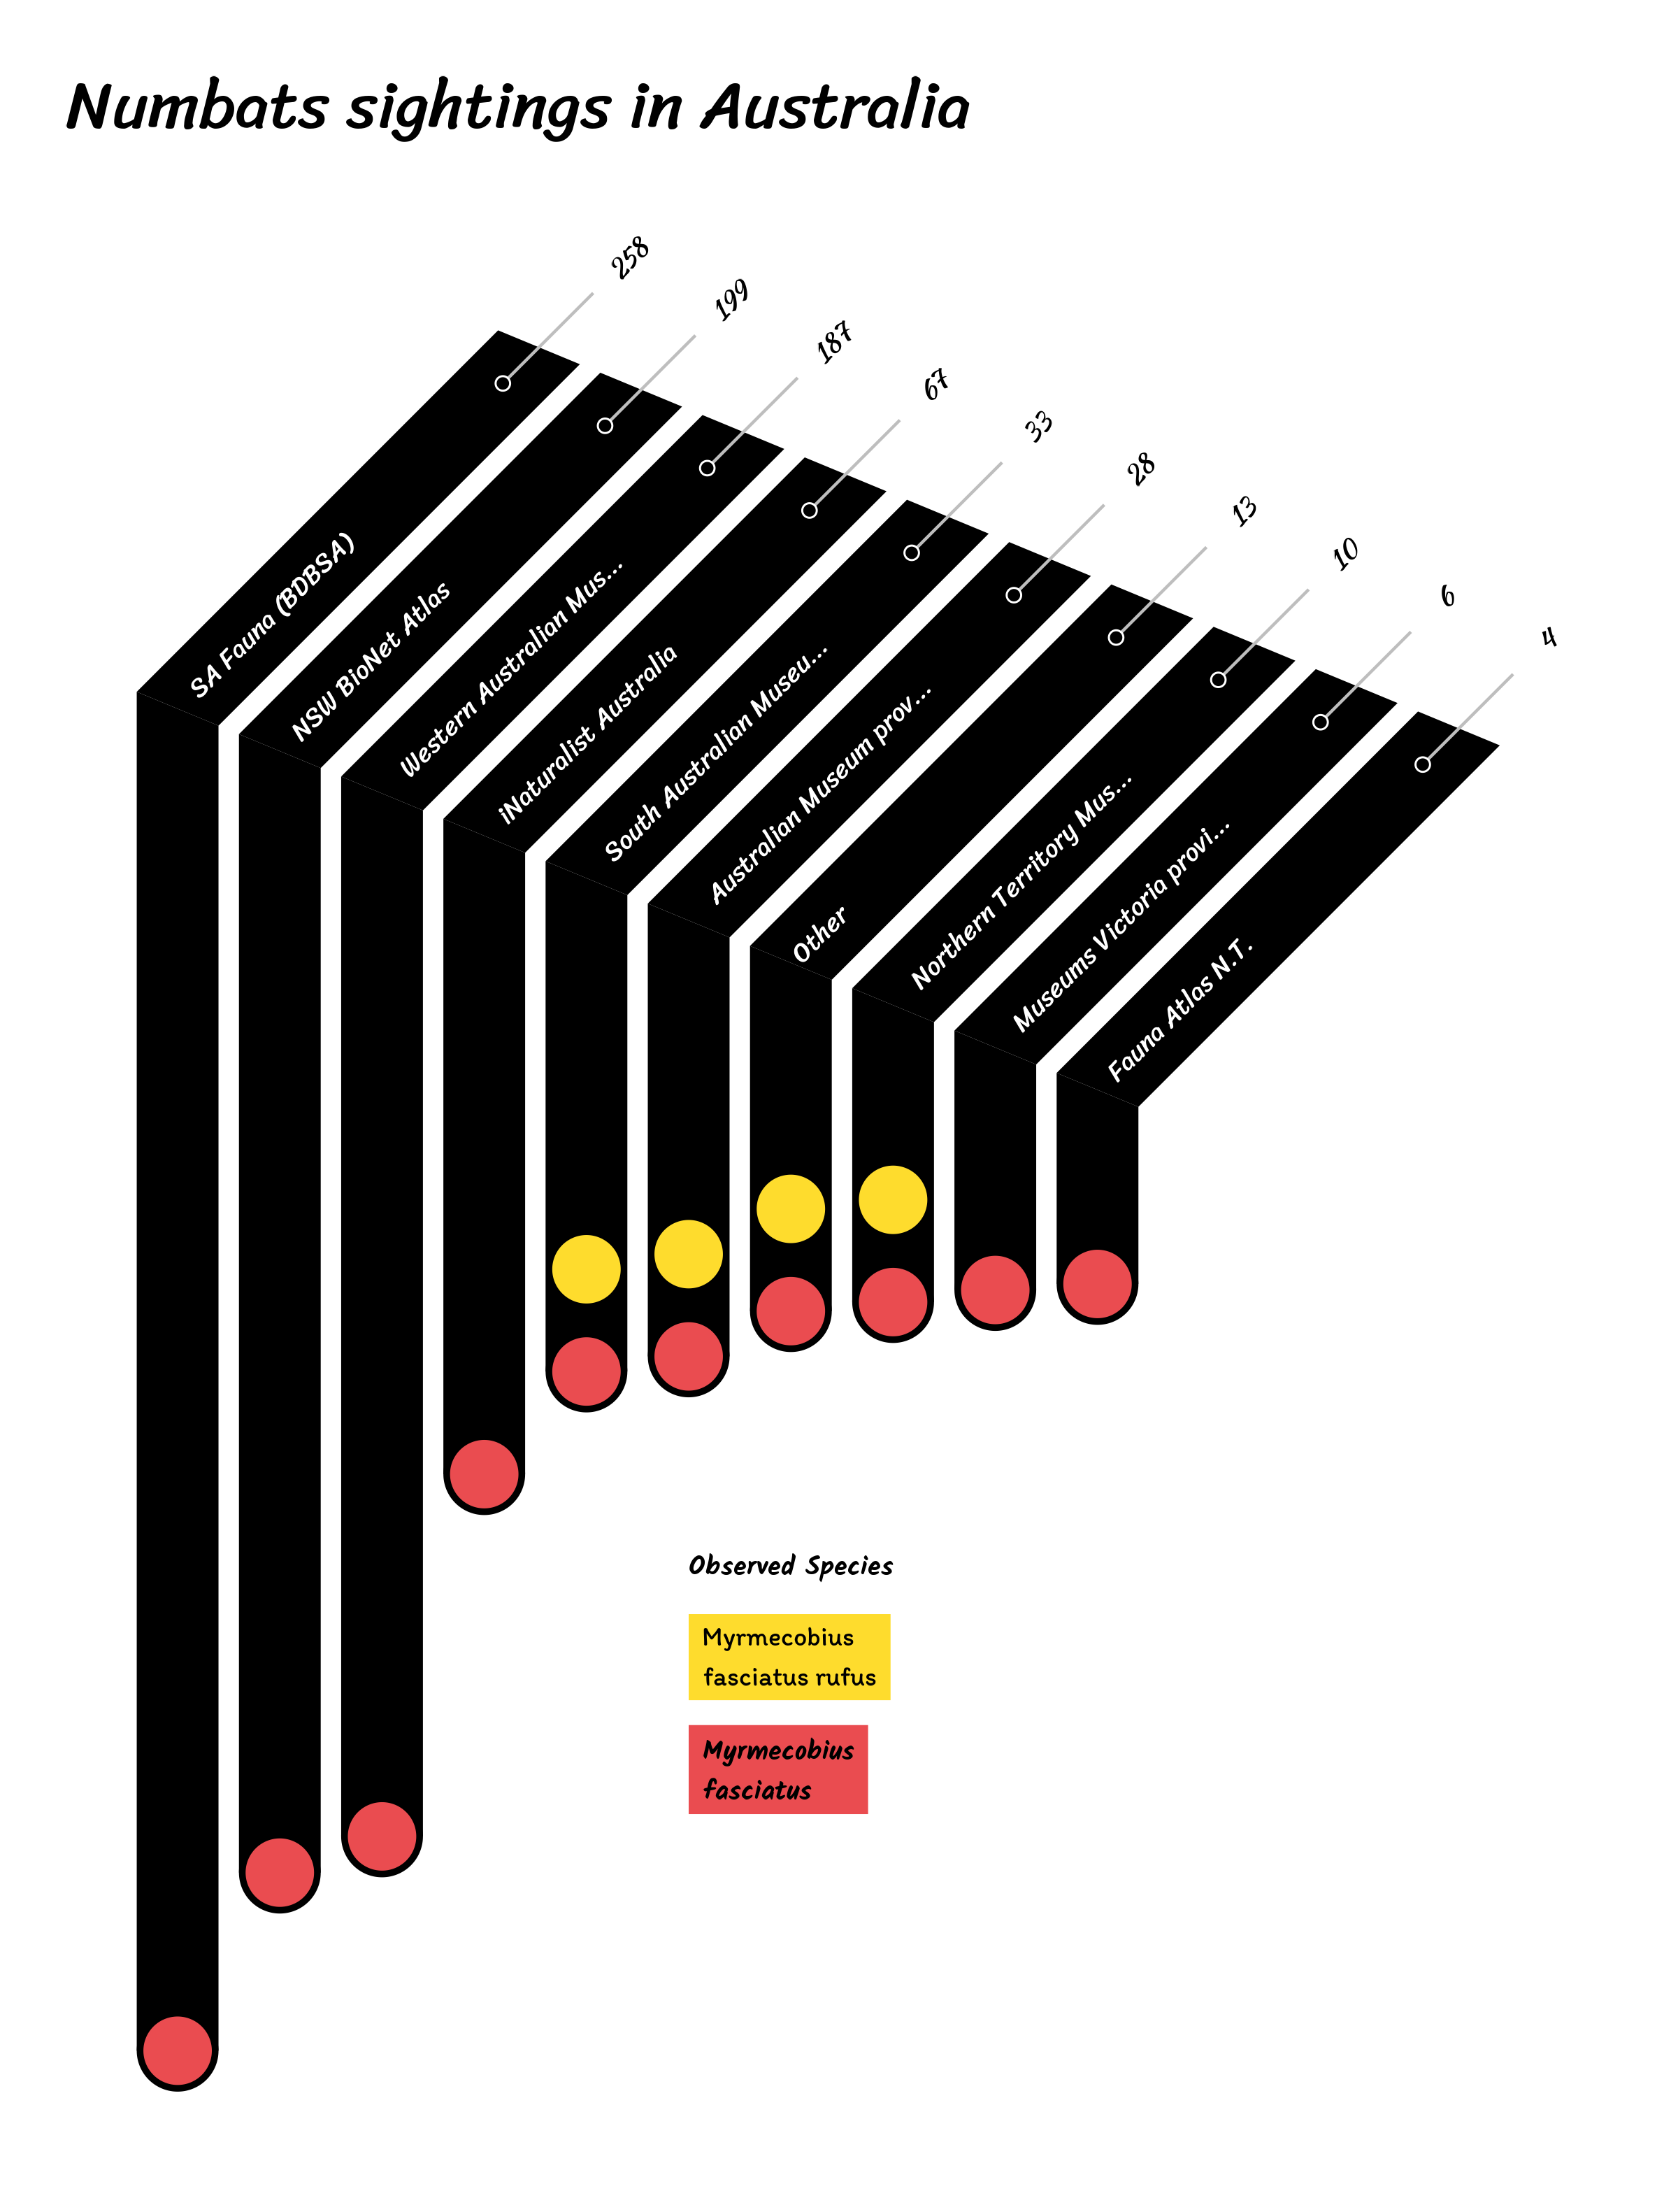 Numbats sightings in Australia
258
199
187
67
33
28
13
10
6
4
SA Fauna (BDBSA)
NSW BioNet Atlas
Western Australian Mus...
iNaturalist Australia
South Australian Museu...
Australian Museum prov...
Other
Northern Territory Mus...
Museums Victoria provi...
Fauna Atlas N.T.
Observed Species
Myrmecobius
fasciatus rufus
Myrmecobius
fasciatus